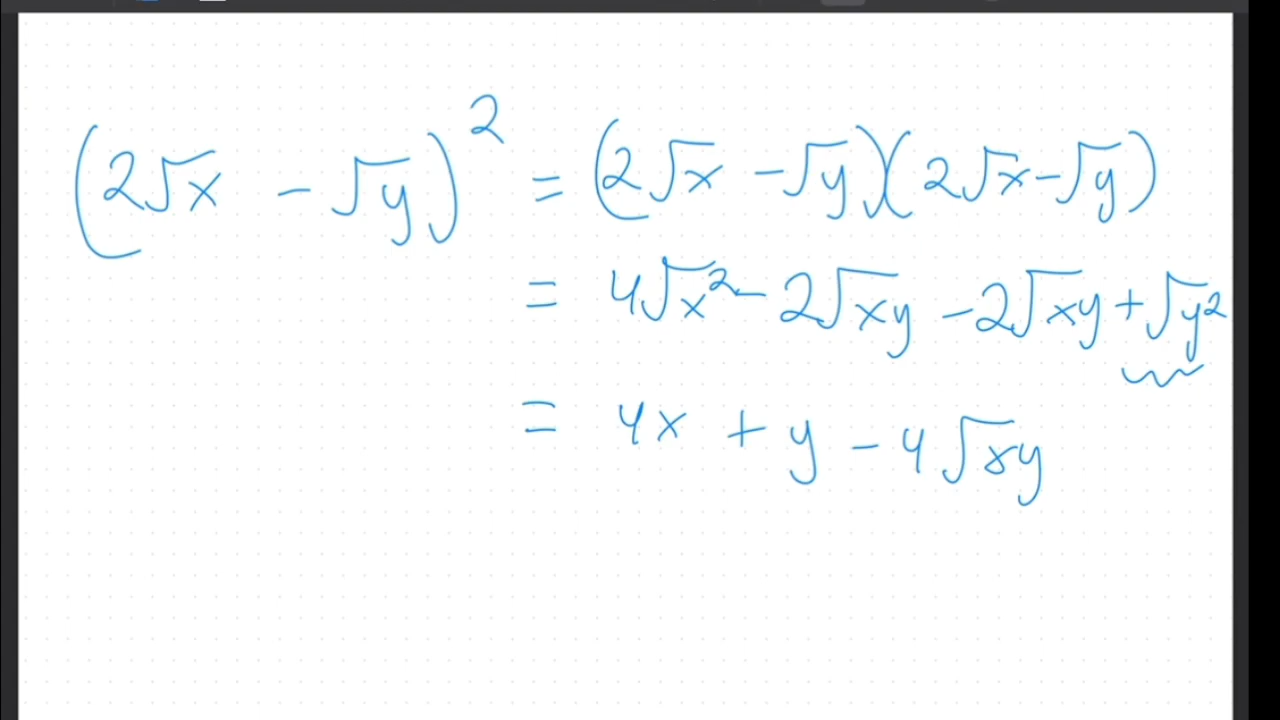 (2√x - √y)² = (2√x - √y)(2√x - √y)
= 4√x² - 2√xy - 2√xy + √y²
= 4x + y - 4√xy